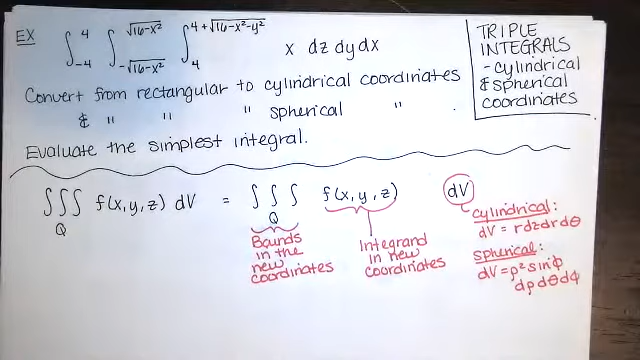 EX ∫_{-4}^{4} ∫_{-√(16-x²)}^{√(16-x²)} ∫_{4}^{4+√(16-x²-y²)} x dz dy dx
Convert from rectangular to cylindrical coordinates
& " " " spherical "
Evaluate the simplest integral.
TRIPLE
INTEGRALS
- cylindrical
& spherical
coordinates
∫∫∫_Q f(x,y,z) dV = ∫∫∫_Q f(x,y,z) dV
Bounds
in the
new
coordinates
Integrand
in new
coordinates
cylindrical:
dV = r dz dr dθ
spherical:
dV = ρ² sin ϕ
dρ dθ dϕ